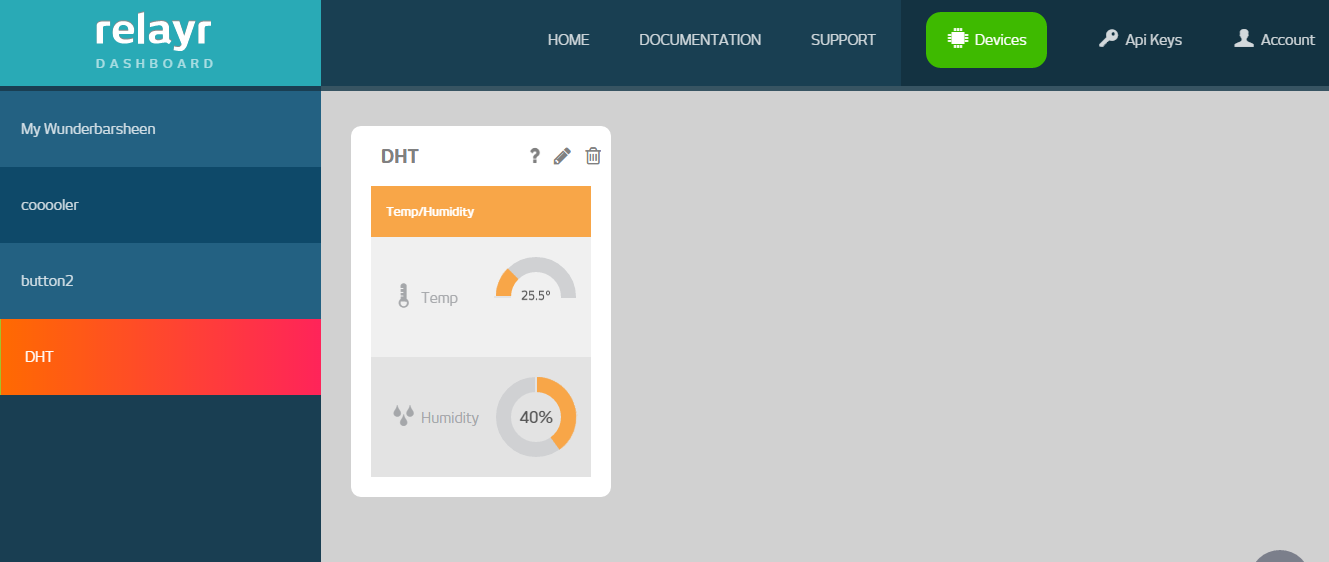 relayr
DASHBOARD
HOME
DOCUMENTATION
SUPPORT
Devices
Api Keys
Account
My Wunderbarsheen
cooooler
button2
DHT
DHT
?
Temp/Humidity
Temp
25.5°
Humidity
40%